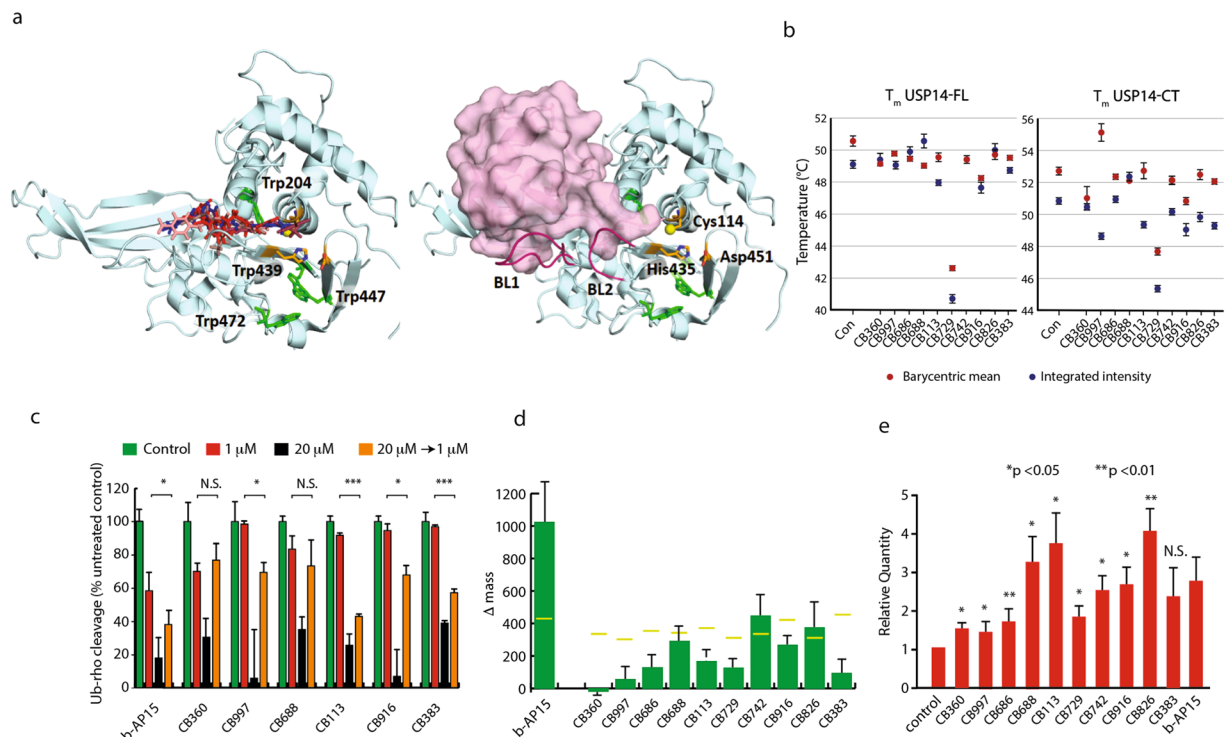 a
Trp204
Trp439
Trp447
Trp472
Cys114
His435
Asp451
BL1
BL2
b
Tm USP14-FL
Tm USP14-CT
Temperature (°C)
52
50
48
46
44
42
40
56
54
52
50
48
46
44
Con
CB360
CB997
CB686
CB688
CB113
CB729
CB742
CB916
CB826
CB383
Con
CB360
CB997
CB686
CB688
CB113
CB729
CB742
CB916
CB826
CB383
Barycentric mean
Integrated intensity
c
Control
1 µM
20 µM
20 µM → 1 µM
Ub-rho cleavage (% untreated control)
120
100
80
60
40
20
0
*
N.S.
*
N.S.
***
*
***
b-AP15
CB360
CB997
CB688
CB113
CB916
CB383
d
Δ mass
1200
1000
800
600
400
200
0
b-AP15
CB360
CB997
CB686
CB688
CB113
CB729
CB742
CB916
CB826
CB383
e
*p <0.05
**p <0.01
Relative Quantity
5
4
3
2
1
0
*
*
**
*
*
*
*
*
**
N.S.
control
CB360
CB997
CB686
CB688
CB113
CB729
CB742
CB916
CB826
CB383
b-AP15